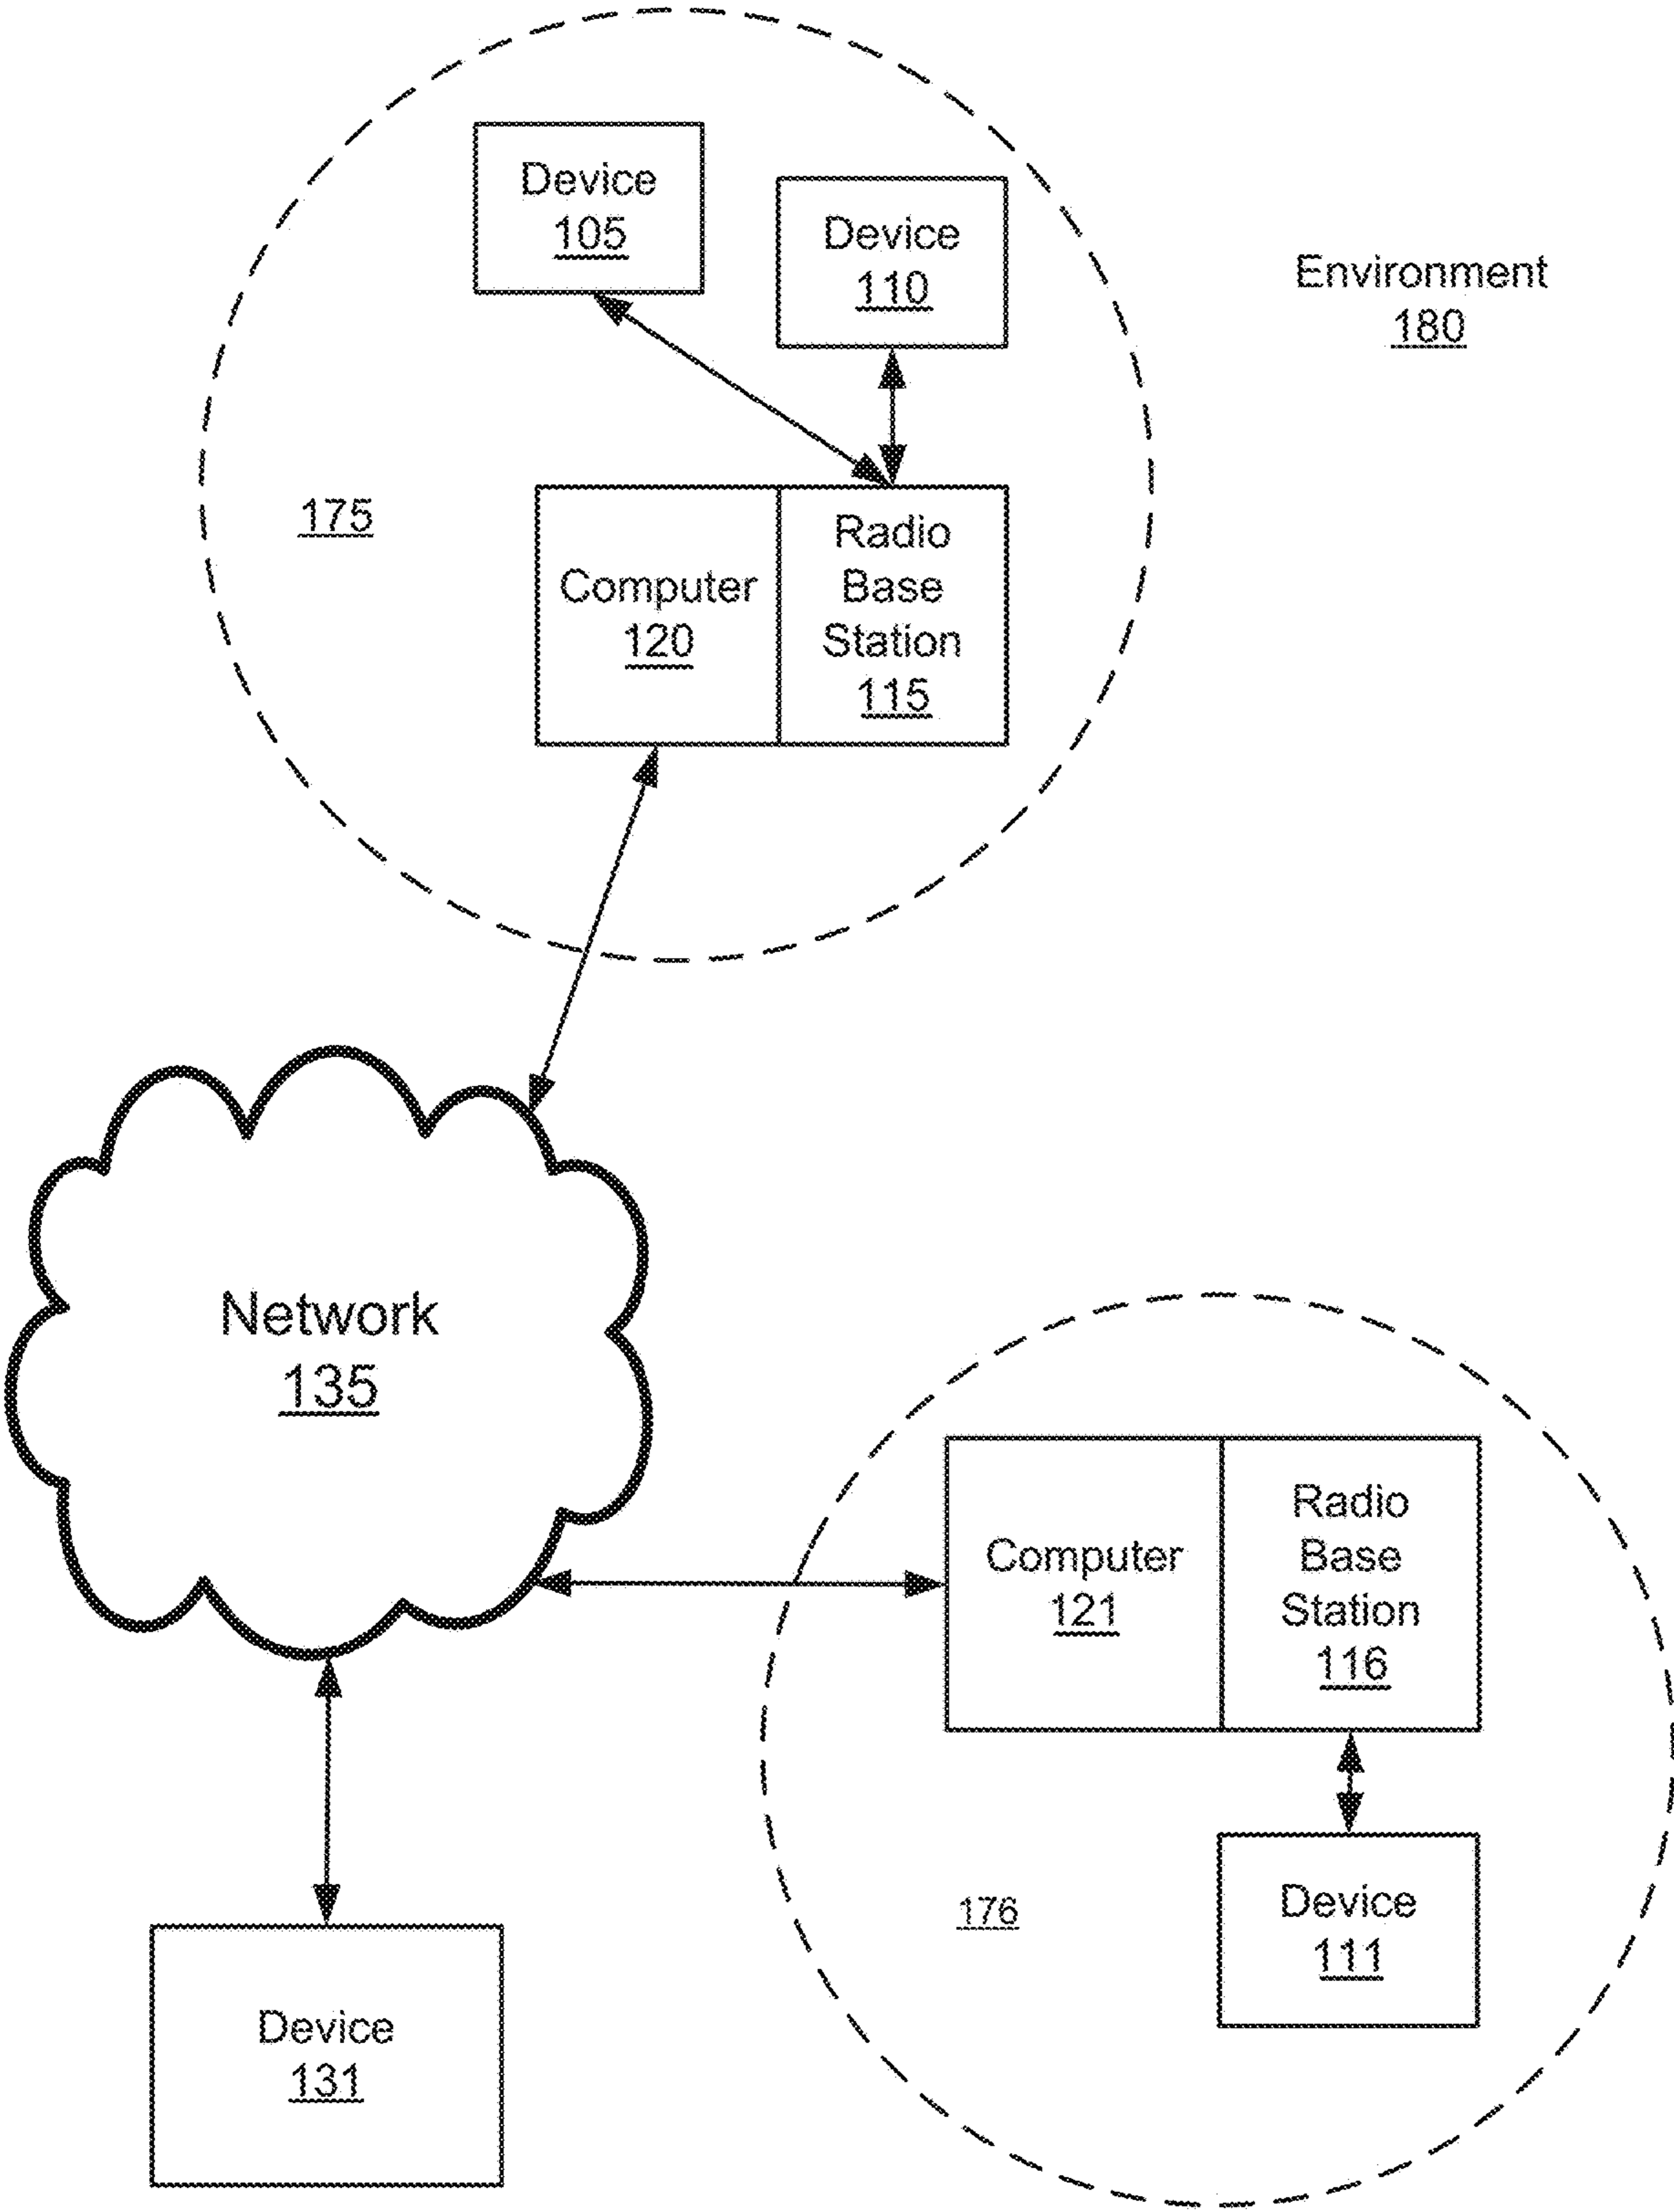 Device
105
Device
110
Environment
180
175
Computer
120
Radio
Base
Station
115
Network
135
Computer
121
Radio
Base
Station
116
176
Device
111
Device
131